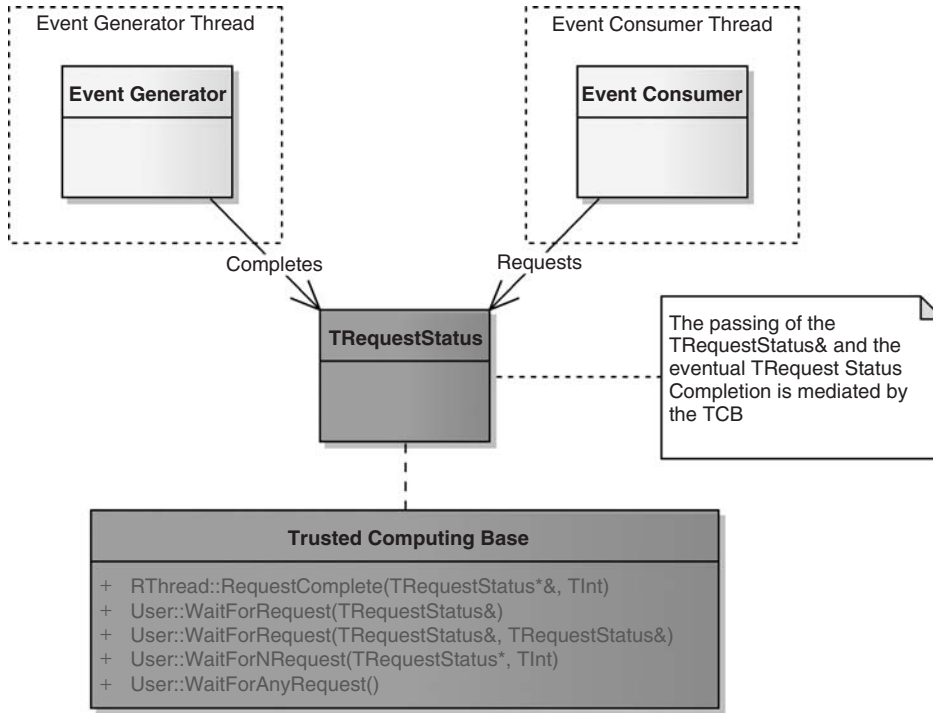 Event Generator Thread
Event Consumer Thread
Event Generator
Event Consumer
Completes
Requests
TRequestStatus
The passing of the
TRequestStatus& and the
eventual TRequest Status
Completion is mediated by
the TCB
Trusted Computing Base
+ RThread::RequestComplete(TRequestStatus*&, TInt)
+ User::WaitForRequest(TRequestStatus&)
+ User::WaitForRequest(TRequestStatus&, TRequestStatus&)
+ User::WaitForNRequest(TRequestStatus*, TInt)
+ User::WaitForAnyRequest()